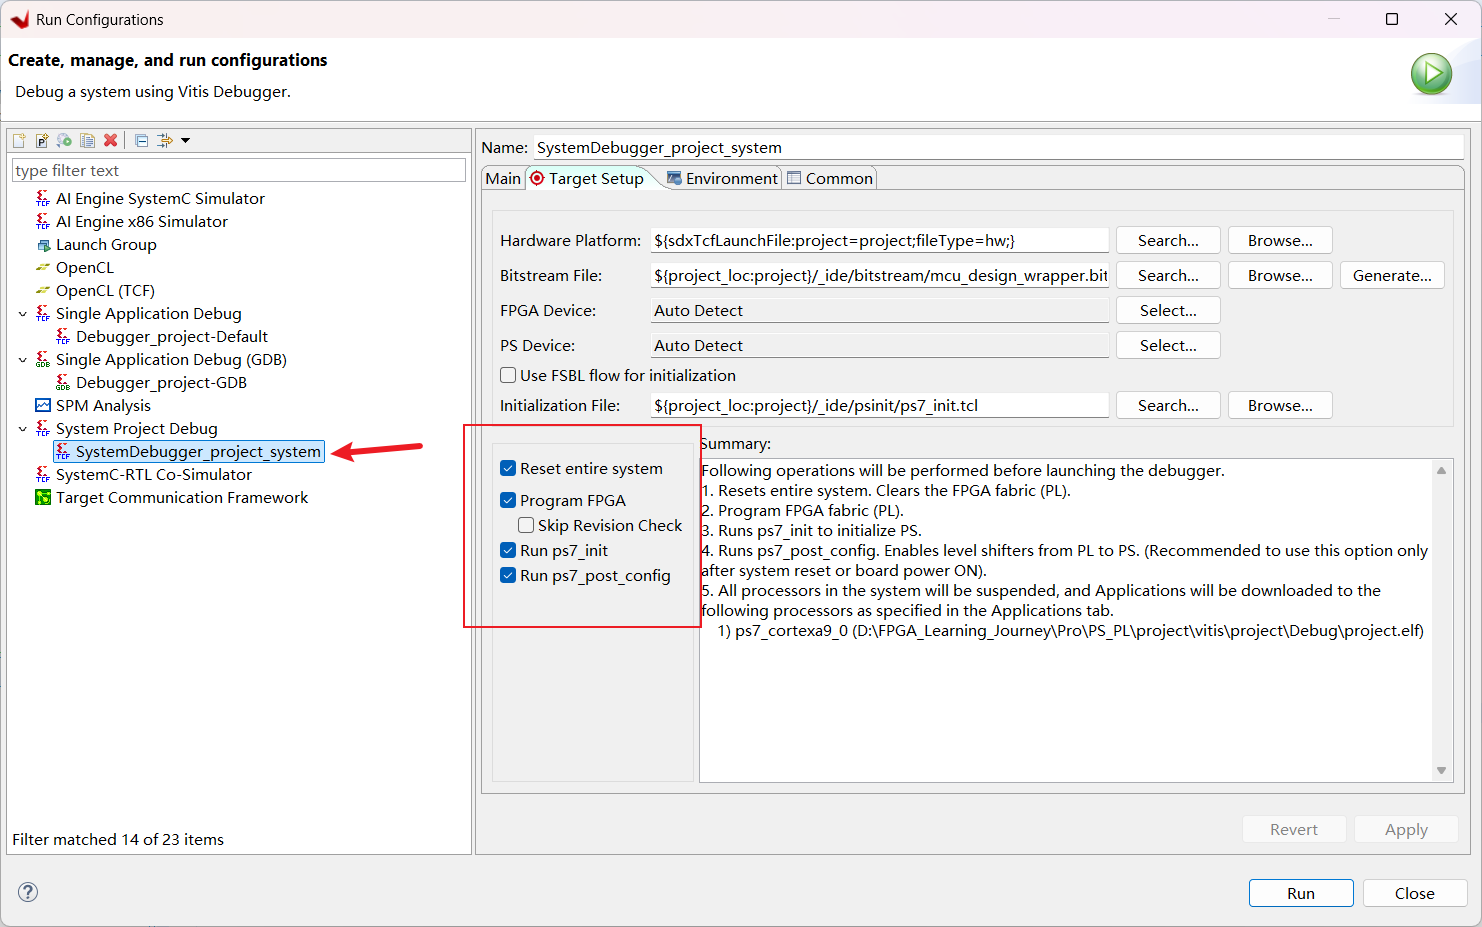 Run Configurations
Create, manage, and run configurations
Debug a system using Vitis Debugger.
type filter text
AI Engine SystemC Simulator
AI Engine x86 Simulator
Launch Group
OpenCL
OpenCL (TCF)
Single Application Debug
Debugger_project-Default
Single Application Debug (GDB)
Debugger_project-GDB
SPM Analysis
System Project Debug
SystemDebugger_project_system
SystemC-RTL Co-Simulator
Target Communication Framework
Filter matched 14 of 23 items
Name: SystemDebugger_project_system
Main Target Setup Environment Common
Hardware Platform: ${sdxTcfLaunchFile:project=project;fileType=hw;} Search... Browse...
Bitstream File: ${project_loc:project}/_ide/bitstream/mcu_design_wrapper.bit Search... Browse... Generate...
FPGA Device: Auto Detect Select...
PS Device: Auto Detect Select...
Use FSBL flow for initialization
Initialization File: ${project_loc:project}/_ide/psinit/ps7_init.tcl Search... Browse...
Reset entire system
Program FPGA
Skip Revision Check
Run ps7_init
Run ps7_post_config
Summary:
Following operations will be performed before launching the debugger.
1. Resets entire system. Clears the FPGA fabric (PL).
2. Program FPGA fabric (PL).
3. Runs ps7_init to initialize PS.
4. Runs ps7_post_config. Enables level shifters from PL to PS. (Recommended to use this option only
after system reset or board power ON).
5. All processors in the system will be suspended, and Applications will be downloaded to the
following processors as specified in the Applications tab.
1) ps7_cortexa9_0 (D:\FPGA_Learning_Journey\Pro\PS_PL\project\vitis\project\Debug\project.elf)
Revert Apply
Run Close